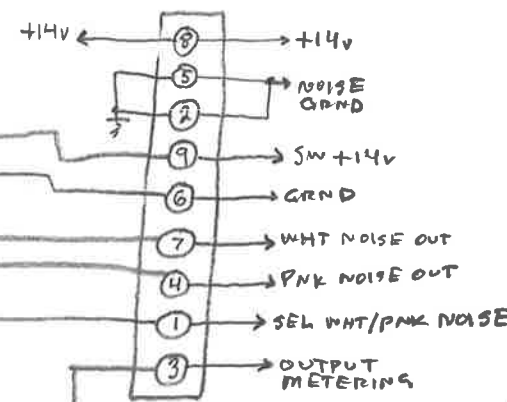 +14V ⑧ +14V
⑤ NOISE
GRND
②
⑨ SW +14V
⑥ GRND
⑦ WHT NOISE OUT
④ PNK NOISE OUT
① SEL WHT/PNK NOISE
③ OUTPUT
METERING